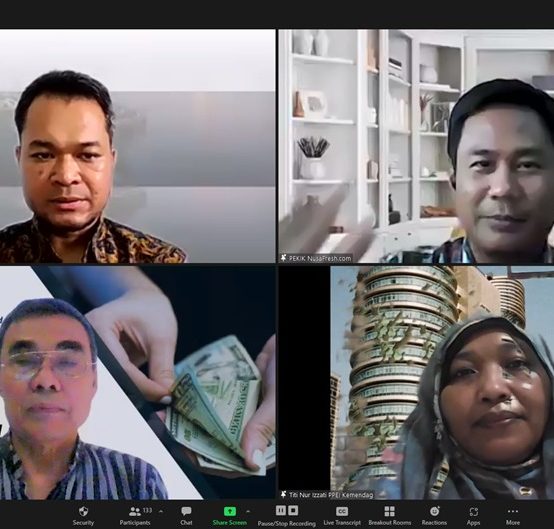 PEKIK NusaFresh.com
Titi Nur Izzati PPEI Kemendag
133
Security
Participants
Chat
Share Screen
Pause/Stop Recording
Live Transcript
Breakout Rooms
Reactions
Apps
More